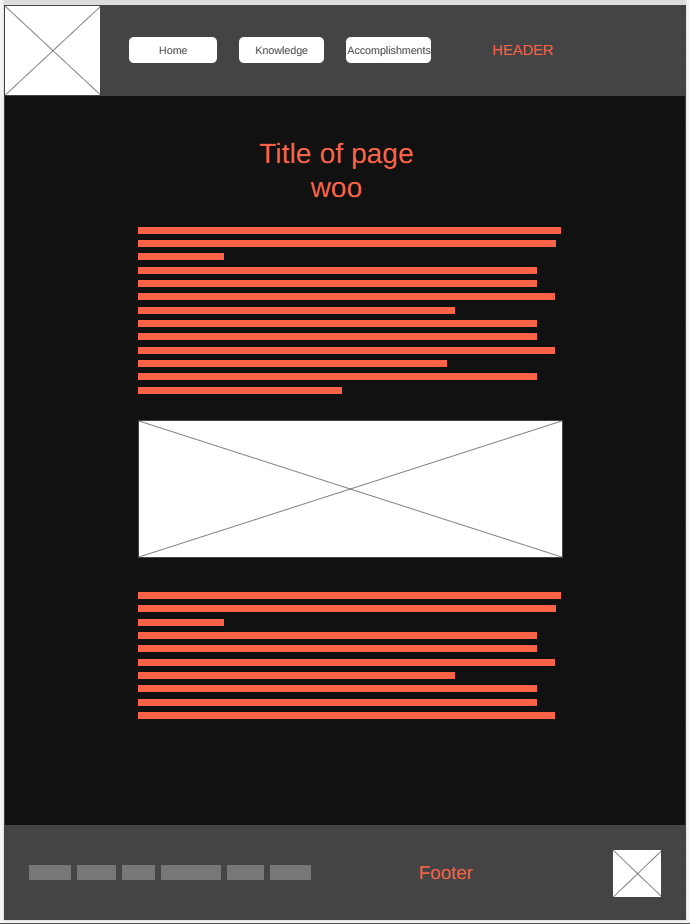 Home
Knowledge
Accomplishments
HEADER
Title of page
woo
Footer